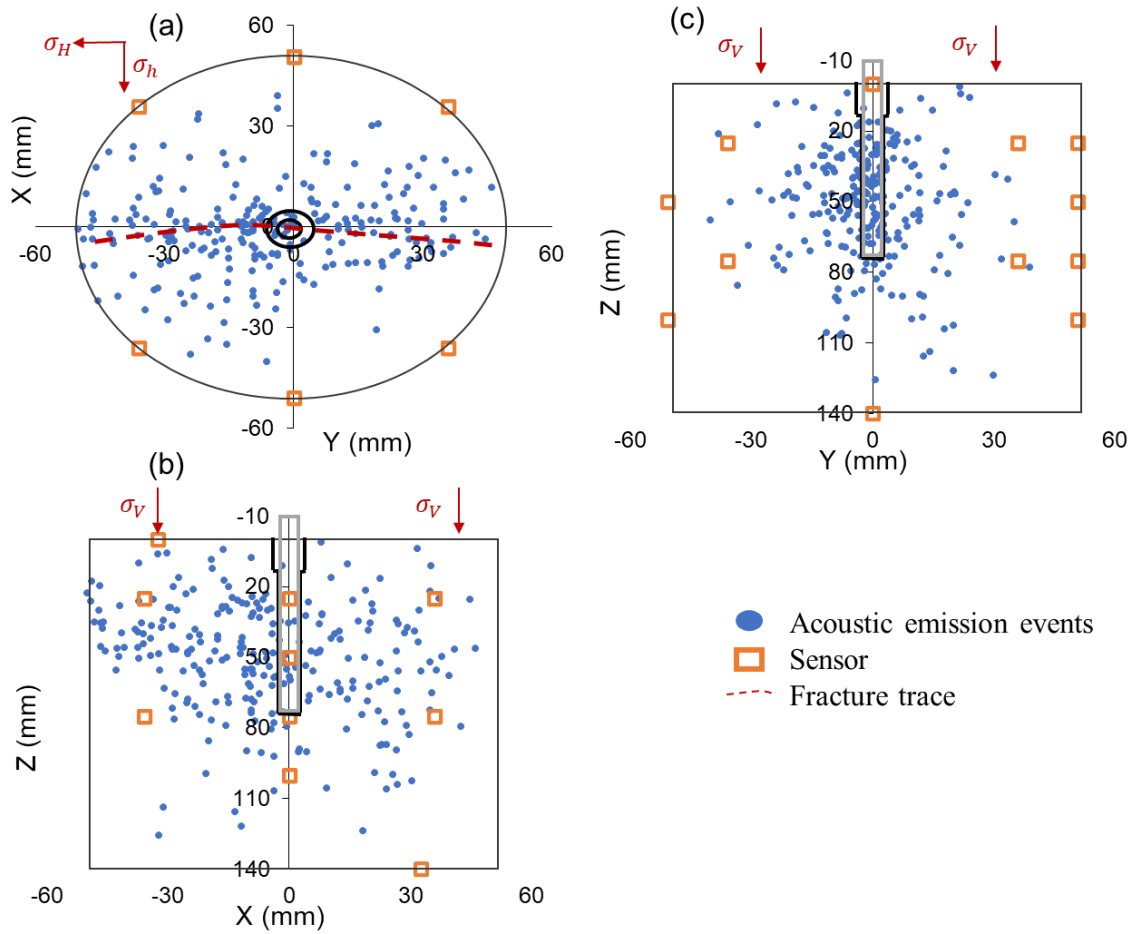 (a)
60
σH
σh
30
X (mm)
0
-60
-30
0
30
60
-30
-60
Y (mm)
(c)
σV
σV
-10
20
50
80
110
140
Z (mm)
-60
-30
0
30
60
Y (mm)
(b)
σV
σV
-10
20
50
80
110
140
Z (mm)
-60
-30
0
30
60
X (mm)
Acoustic emission events
Sensor
Fracture trace